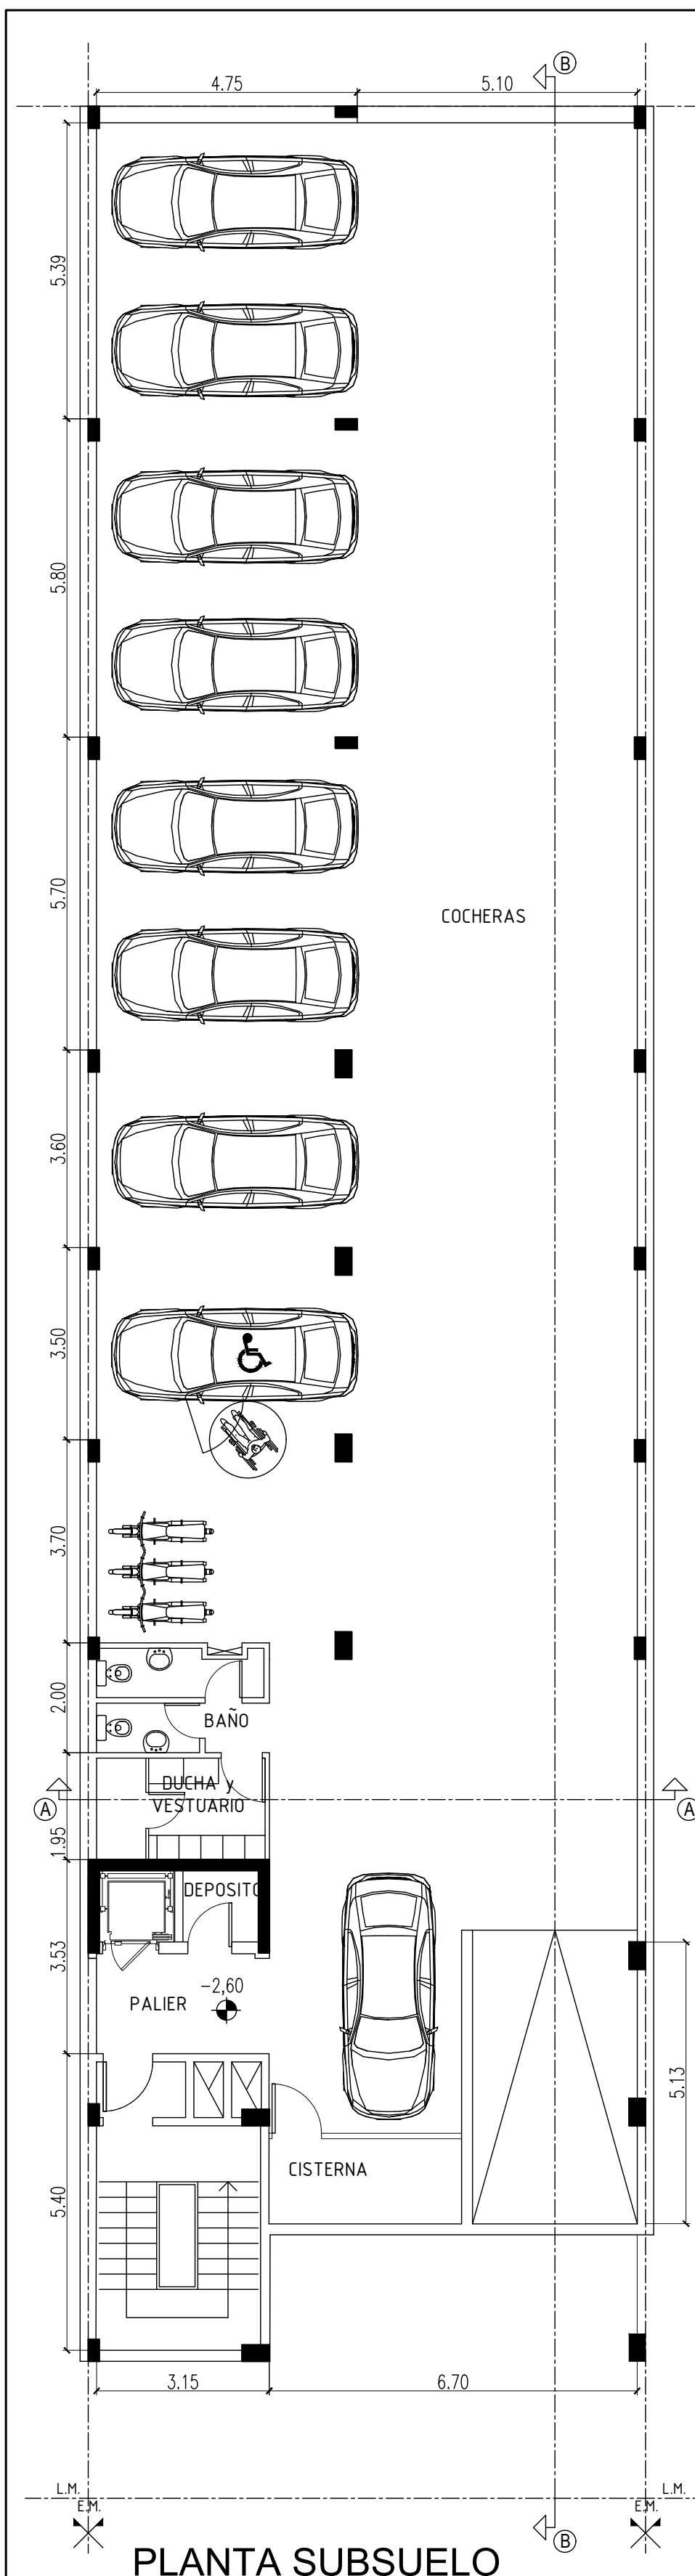 B
4.75
5.10
5.39
5.80
5.70
COCHERAS
3.60
3.50
3.70
2.00
BAÑO
DUCHA y
VESTUARIO
A
A
1.95
DEPOSITO
3.53
-2,60
PALIER
5.13
CISTERNA
5.40
3.15
6.70
L.M.
L.M.
E.M.
E.M.
B
PLANTA SUBSUELO